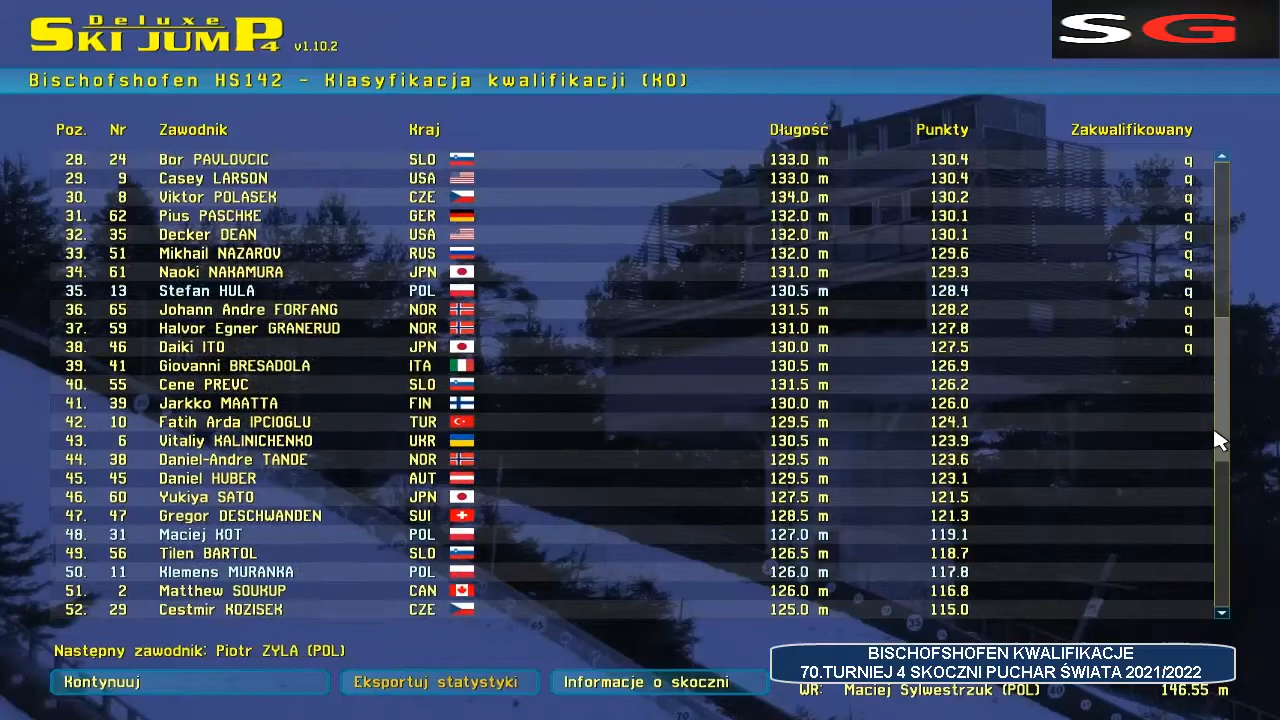 Deluxe
SKI JUMP 4 v1.10.2
SG
Bischofshofen HS142 - Klasyfikacja kwalifikacji (KO)
Poz. Nr Zawodnik Kraj Długość Punkty Zakwalifikowany
28. 24 Bor PAVLOVCIC SLO 133.0 m 130.4 q
29. 9 Casey LARSON USA 133.0 m 130.4 q
30. 8 Viktor POLASEK CZE 134.0 m 130.2 q
31. 62 Pius PASCHKE GER 132.0 m 130.1 q
32. 35 Decker DEAN USA 132.0 m 130.1 q
33. 51 Mikhail NAZAROV RUS 132.0 m 129.6 q
34. 61 Naoki NAKAMURA JPN 131.0 m 129.3 q
35. 13 Stefan HULA POL 130.5 m 128.4 q
36. 65 Johann Andre FORFANG NOR 131.5 m 128.2 q
37. 59 Halvor Egner GRANERUD NOR 131.0 m 127.8 q
38. 46 Daiki ITO JPN 130.0 m 127.5 q
39. 41 Giovanni BRESADOLA ITA 130.5 m 126.9
40. 55 Cene PREVC SLO 131.5 m 126.2
41. 39 Jarkko MAATTA FIN 130.0 m 126.0
42. 10 Fatih Arda IPCIOGLU TUR 129.5 m 124.1
43. 6 Vitaliy KALINICHENKO UKR 130.5 m 123.9
44. 38 Daniel-Andre TANDE NOR 129.5 m 123.6
45. 45 Daniel HUBER AUT 129.5 m 123.1
46. 60 Yukiya SATO JPN 127.5 m 121.5
47. 47 Gregor DESCHWANDEN SUI 128.5 m 121.3
48. 31 Maciej KOT POL 127.0 m 119.1
49. 56 Tilen BARTOL SLO 126.5 m 118.7
50. 11 Klemens MURANKA POL 126.0 m 117.8
51. 2 Matthew SOUKUP CAN 126.0 m 116.8
52. 29 Cestmir KOZISEK CZE 125.0 m 115.0
Następny zawodnik: Piotr ZYLA (POL)
BISCHOFSHOFEN KWALIFIKACJE
70.TURNIEJ 4 SKOCZNI PUCHAR ŚWIATA 2021/2022
Kontynuuj Eksportuj statystyki Informacje o skoczni
WR: Maciej Sylwestrzuk (POL) 146.55 m